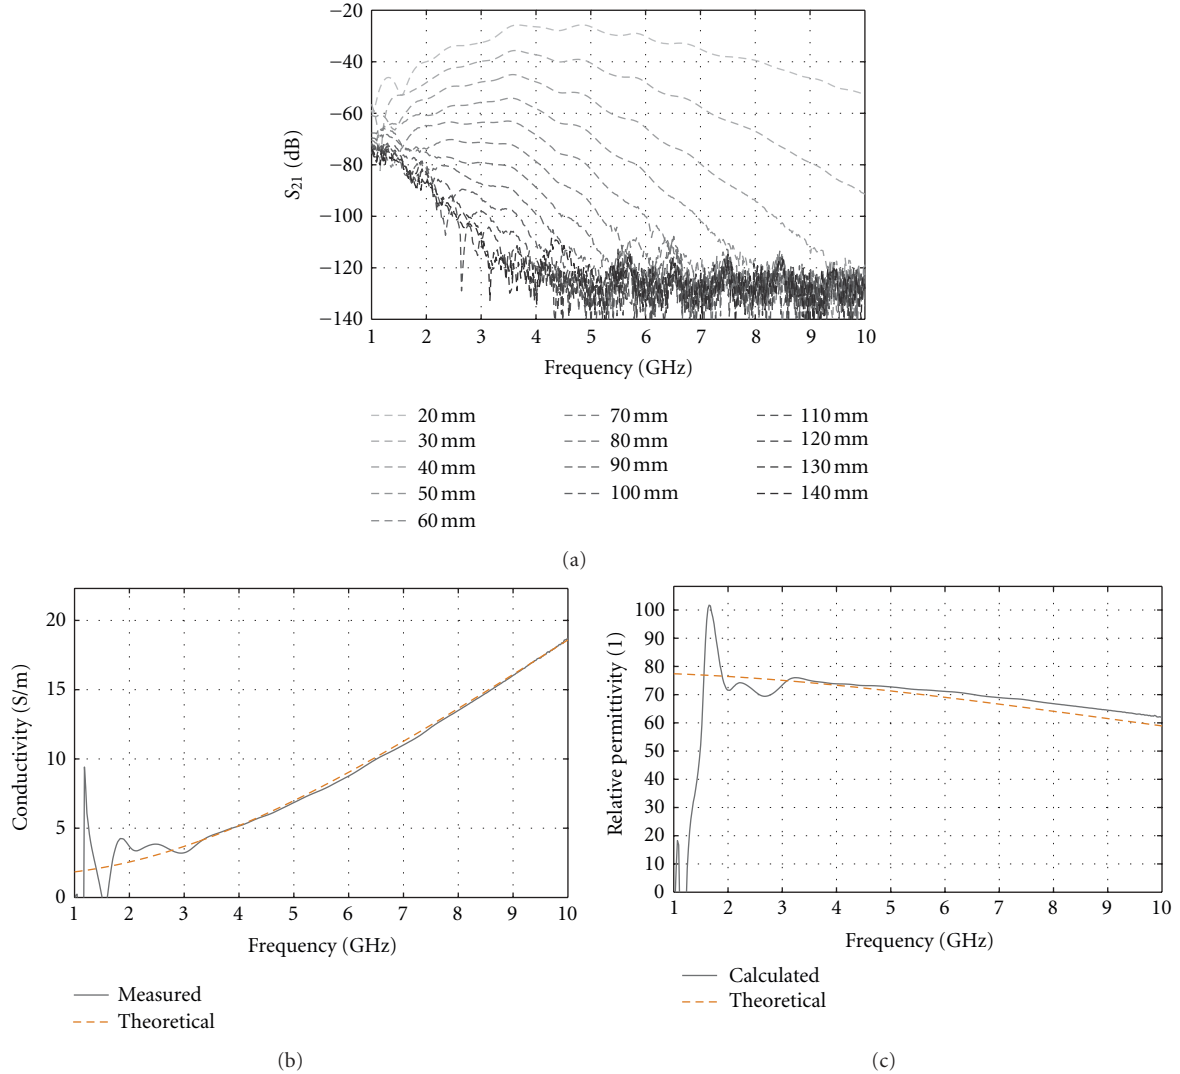 −20
−40
−60
−80
−100
−120
−140
S21 (dB)
1 2 3 4 5 6 7 8 9 10
Frequency (GHz)
20 mm
30 mm
40 mm
50 mm
60 mm
70 mm
80 mm
90 mm
100 mm
110 mm
120 mm
130 mm
140 mm
(a)
20
15
10
5
0
Conductivity (S/m)
1 2 3 4 5 6 7 8 9 10
Frequency (GHz)
Measured
Theoretical
(b)
100
90
80
70
60
50
40
30
20
10
0
Relative permittivity (1)
1 2 3 4 5 6 7 8 9 10
Frequency (GHz)
Calculated
Theoretical
(c)